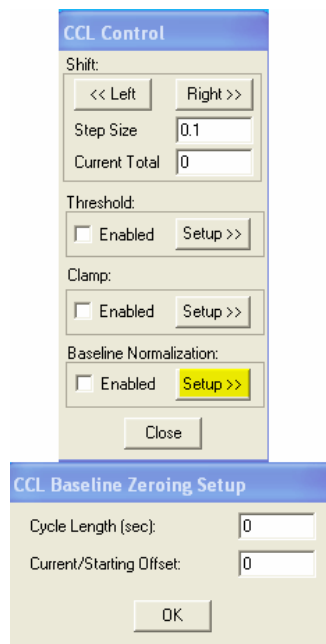 CCL Control
Shift:
<< Left Right >>
Step Size 0.1
Current Total 0
Threshold:
Enabled Setup >>
Clamp:
Enabled Setup >>
Baseline Normalization:
Enabled Setup >>
Close
CCL Baseline Zeroing Setup
Cycle Length (sec): 0
Current/Starting Offset: 0
OK